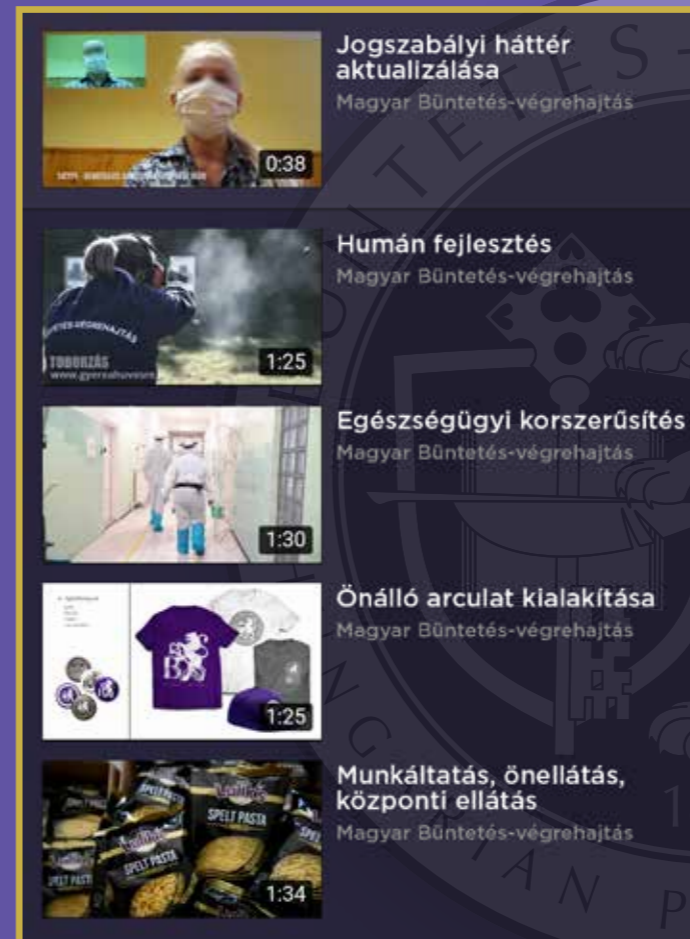 Jogszabályi háttér
aktualizálása
Magyar Büntetés-végrehajtás
0:38
Humán fejlesztés
Magyar Büntetés-végrehajtás
TOBORZÁS
1:25
Egészségügyi korszerűsítés
Magyar Büntetés-végrehajtás
1:30
Önálló arculat kialakítása
Magyar Büntetés-végrehajtás
1:25
Munkáltatás, önellátás,
központi ellátás
Magyar Büntetés-végrehajtás
SPELT PASTA
SPELT PASTA
1:34